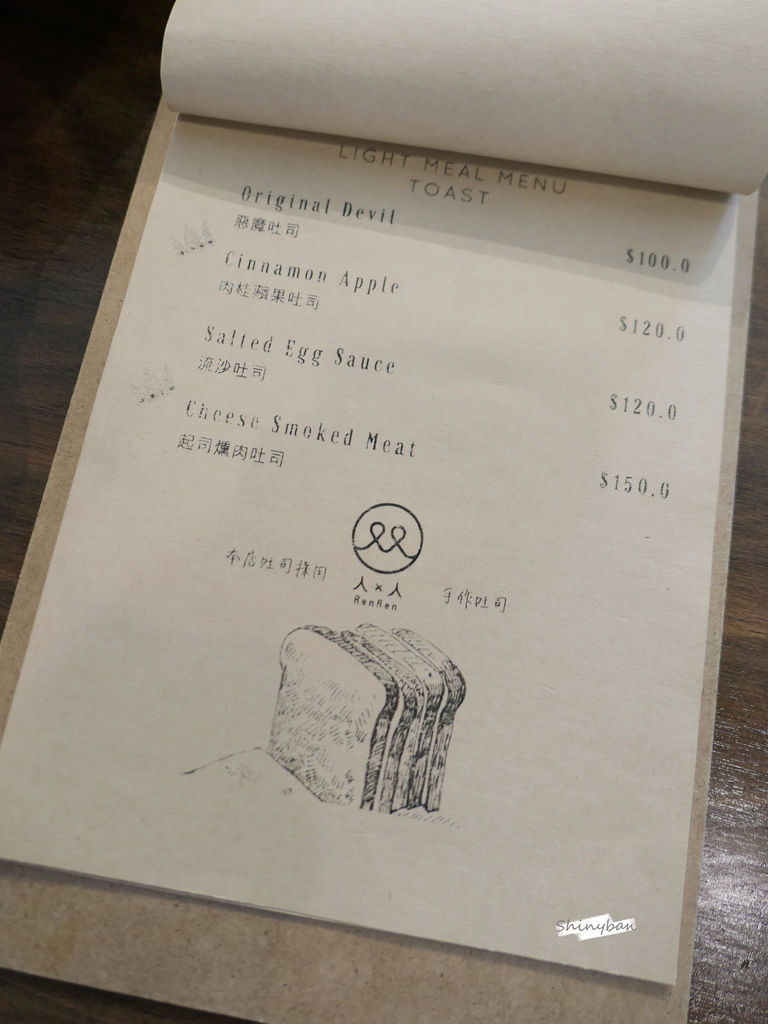 LIGHT MEAL MENU
TOAST
Original Devil
惡魔吐司
$100.0
Cinnamon Apple
肉桂蘋果吐司
$120.0
Salted Egg Sauce
流沙吐司
$120.0
Cheese Smoked Meat
起司燻肉吐司
$150.0
本店吐司採用
人×人
RenRen
手作吐司
Shinyban